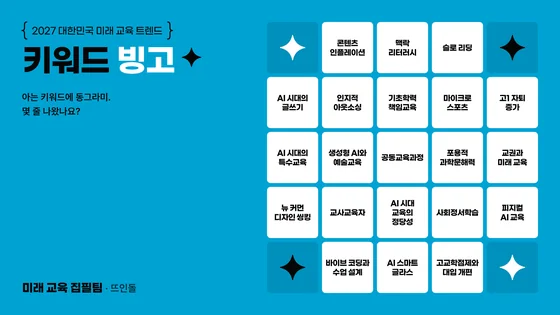 { 2027 대한민국 미래 교육 트렌드 }
키워드 빙고
아는 키워드에 동그라미.
몇 줄 나왔나요?
콘텐츠
인플레이션
맥락
리터러시
슬로 리딩
AI 시대의
글쓰기
인지적
아웃소싱
기초학력
책임교육
마이크로
스포츠
고1 자퇴
증가
AI 시대의
특수교육
생성형 AI와
예술교육
공동교육과정
포용적
과학문해력
교권과
미래 교육
뉴 커먼
디자인 씽킹
교사교육자
AI 시대
교육의
정당성
사회정서학습
피지컬
AI 교육
바이브 코딩과
수업 설계
AI 스마트
글라스
고교학점제와
대입 개편
미래 교육 집필팀 · 뜨인돌